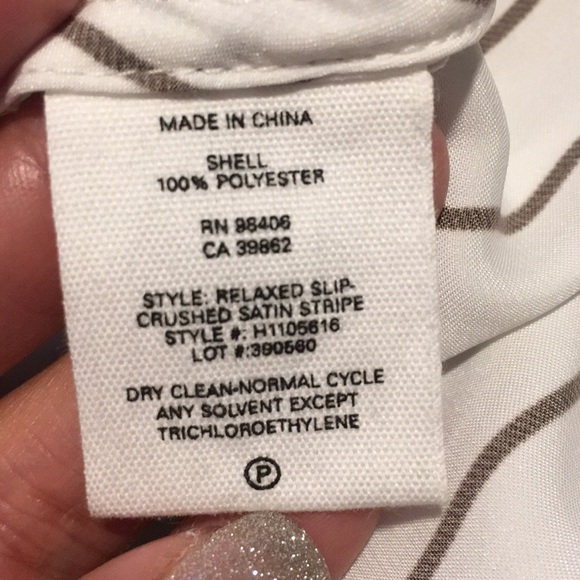 MADE IN CHINA
SHELL
100% POLYESTER
RN 98406
CA 39862
STYLE: RELAXED SLIP-
CRUSHED SATIN STRIPE
STYLE #: H1105616
LOT #:390560
DRY CLEAN-NORMAL CYCLE
ANY SOLVENT EXCEPT
TRICHLOROETHYLENE
P